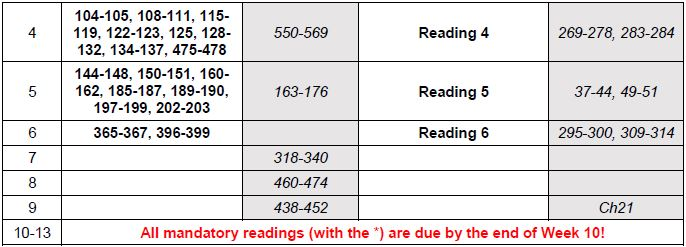 4 104-105, 108-111, 115- 550-569 Reading 4 269-278, 283-284
119, 122-123, 125, 128-
132, 134-137, 475-478
5 144-148, 150-151, 160- 163-176 Reading 5 37-44, 49-51
162, 185-187, 189-190,
197-199, 202-203
6 365-367, 396-399 Reading 6 295-300, 309-314
7 318-340
8 460-474
9 438-452 Ch21
10-13 All mandatory readings (with the *) are due by the end of Week 10!